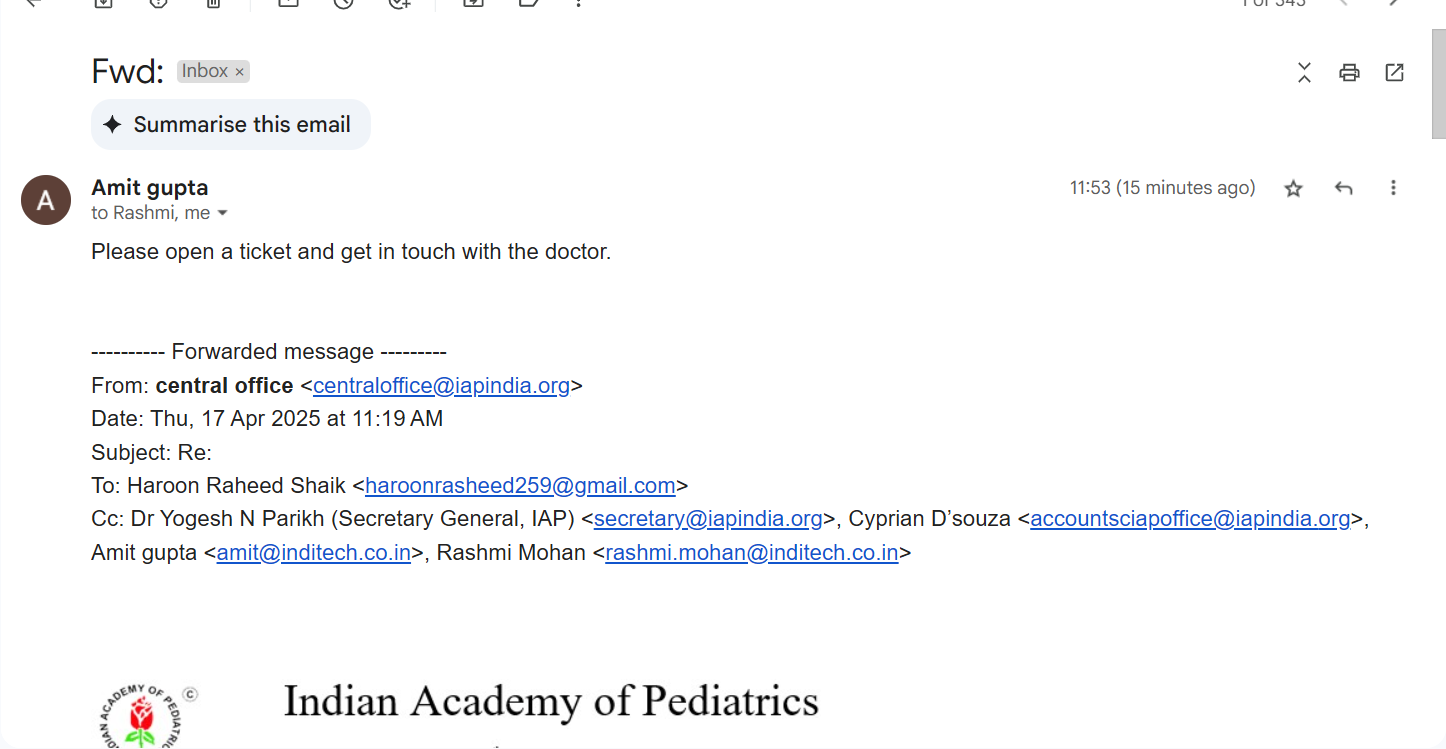 1 of 343
Fwd: Inbox ×
Summarise this email
A
Amit gupta
11:53 (15 minutes ago)
to Rashmi, me
Please open a ticket and get in touch with the doctor.
---------- Forwarded message ---------
From: central office <centraloffice@iapindia.org>
Date: Thu, 17 Apr 2025 at 11:19 AM
Subject: Re:
To: Haroon Raheed Shaik <haroonrasheed259@gmail.com>
Cc: Dr Yogesh N Parikh (Secretary General, IAP) <secretary@iapindia.org>, Cyprian D’souza <accountsciapoffice@iapindia.org>,
Amit gupta <amit@inditech.co.in>, Rashmi Mohan <rashmi.mohan@inditech.co.in>
ACADEMY OF
©
Indian Academy of Pediatrics